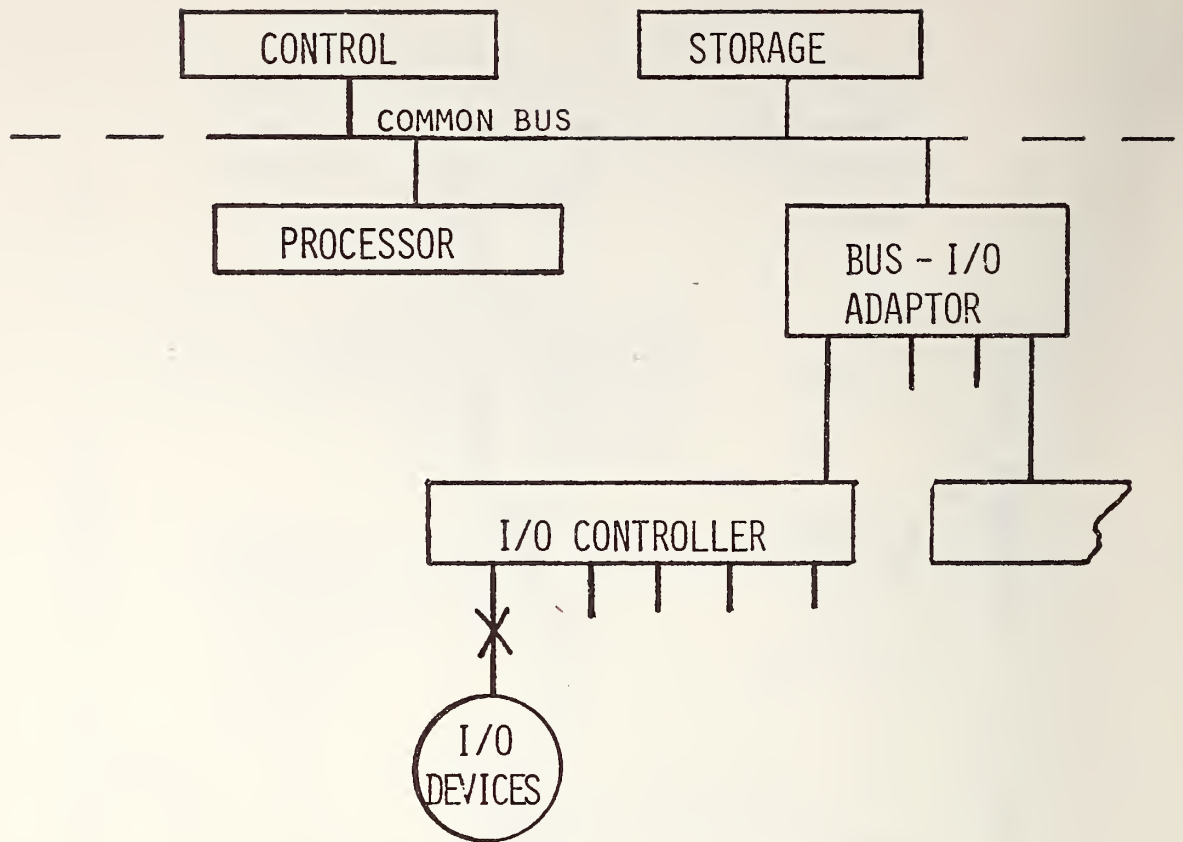 CONTROL
STORAGE
COMMON BUS
PROCESSOR
BUS - I/O
ADAPTOR
I/O CONTROLLER
I/O
DEVICES